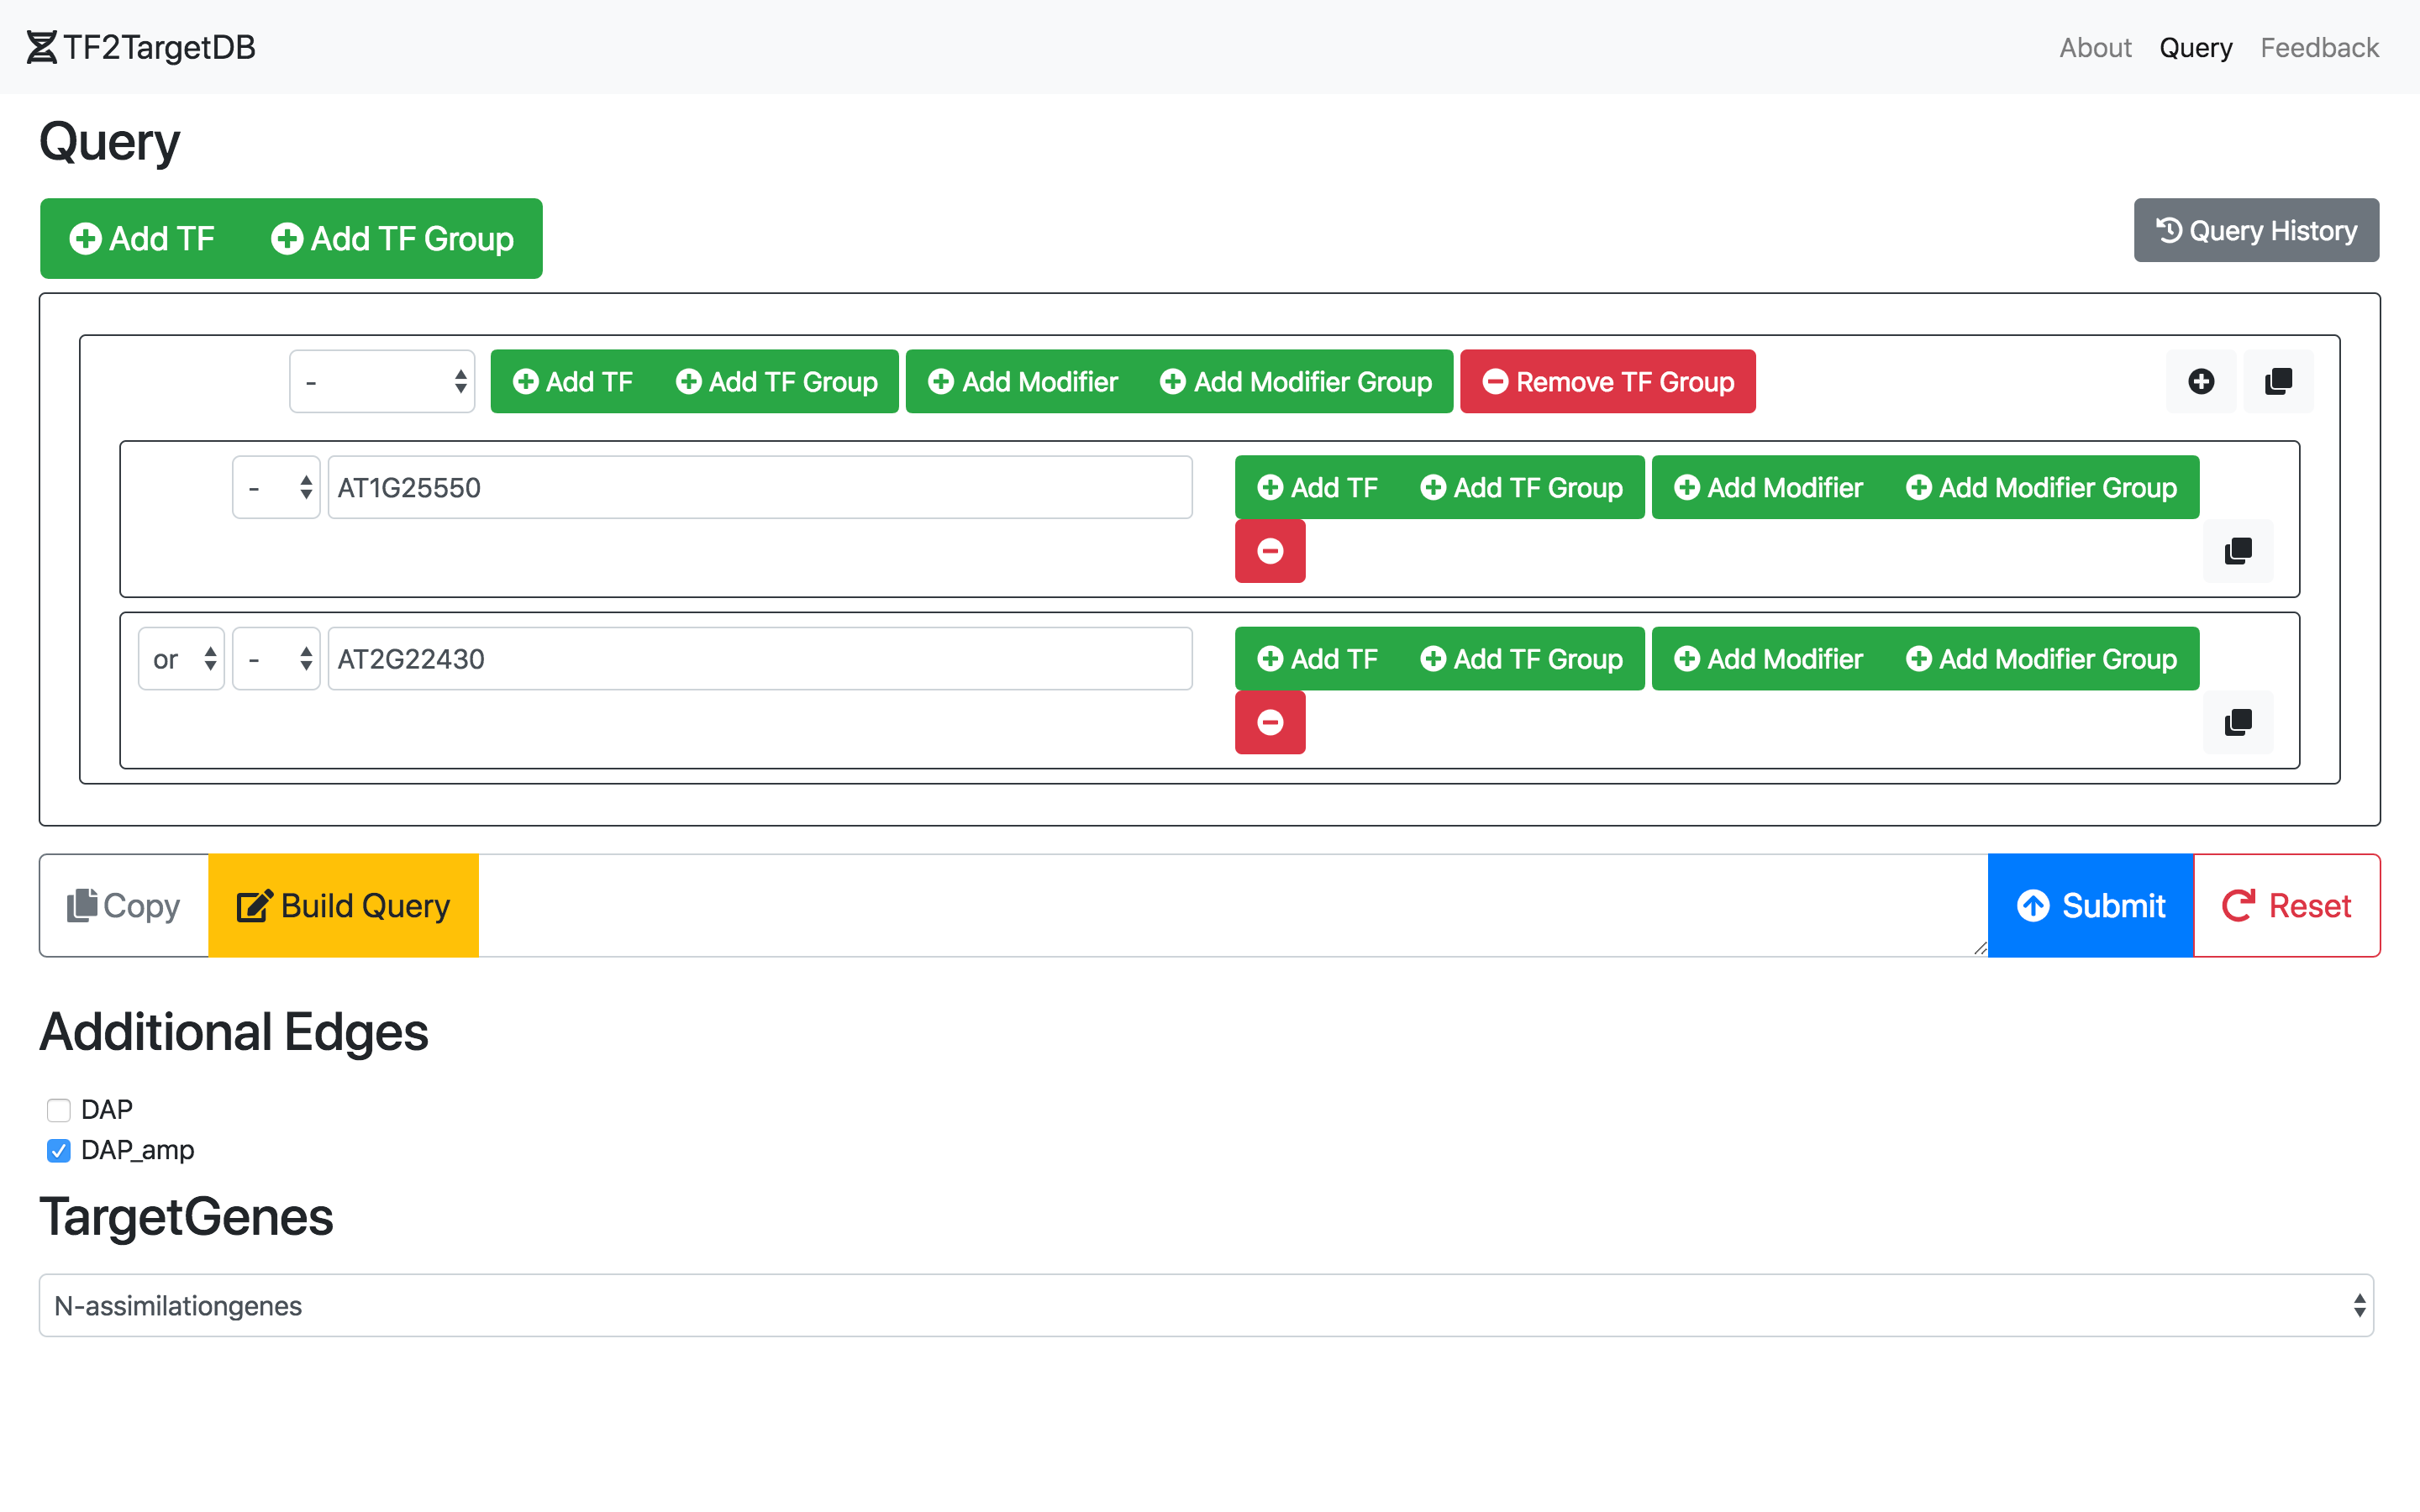 TF2TargetDB About Query Feedback
Query
Add TF Add TF Group Query History
- Add TF Add TF Group Add Modifier Add Modifier Group Remove TF Group
- AT1G25550 Add TF Add TF Group Add Modifier Add Modifier Group
or - AT2G22430 Add TF Add TF Group Add Modifier Add Modifier Group
Copy Build Query Submit Reset
Additional Edges
DAP
DAP_amp
TargetGenes
N-assimilationgenes